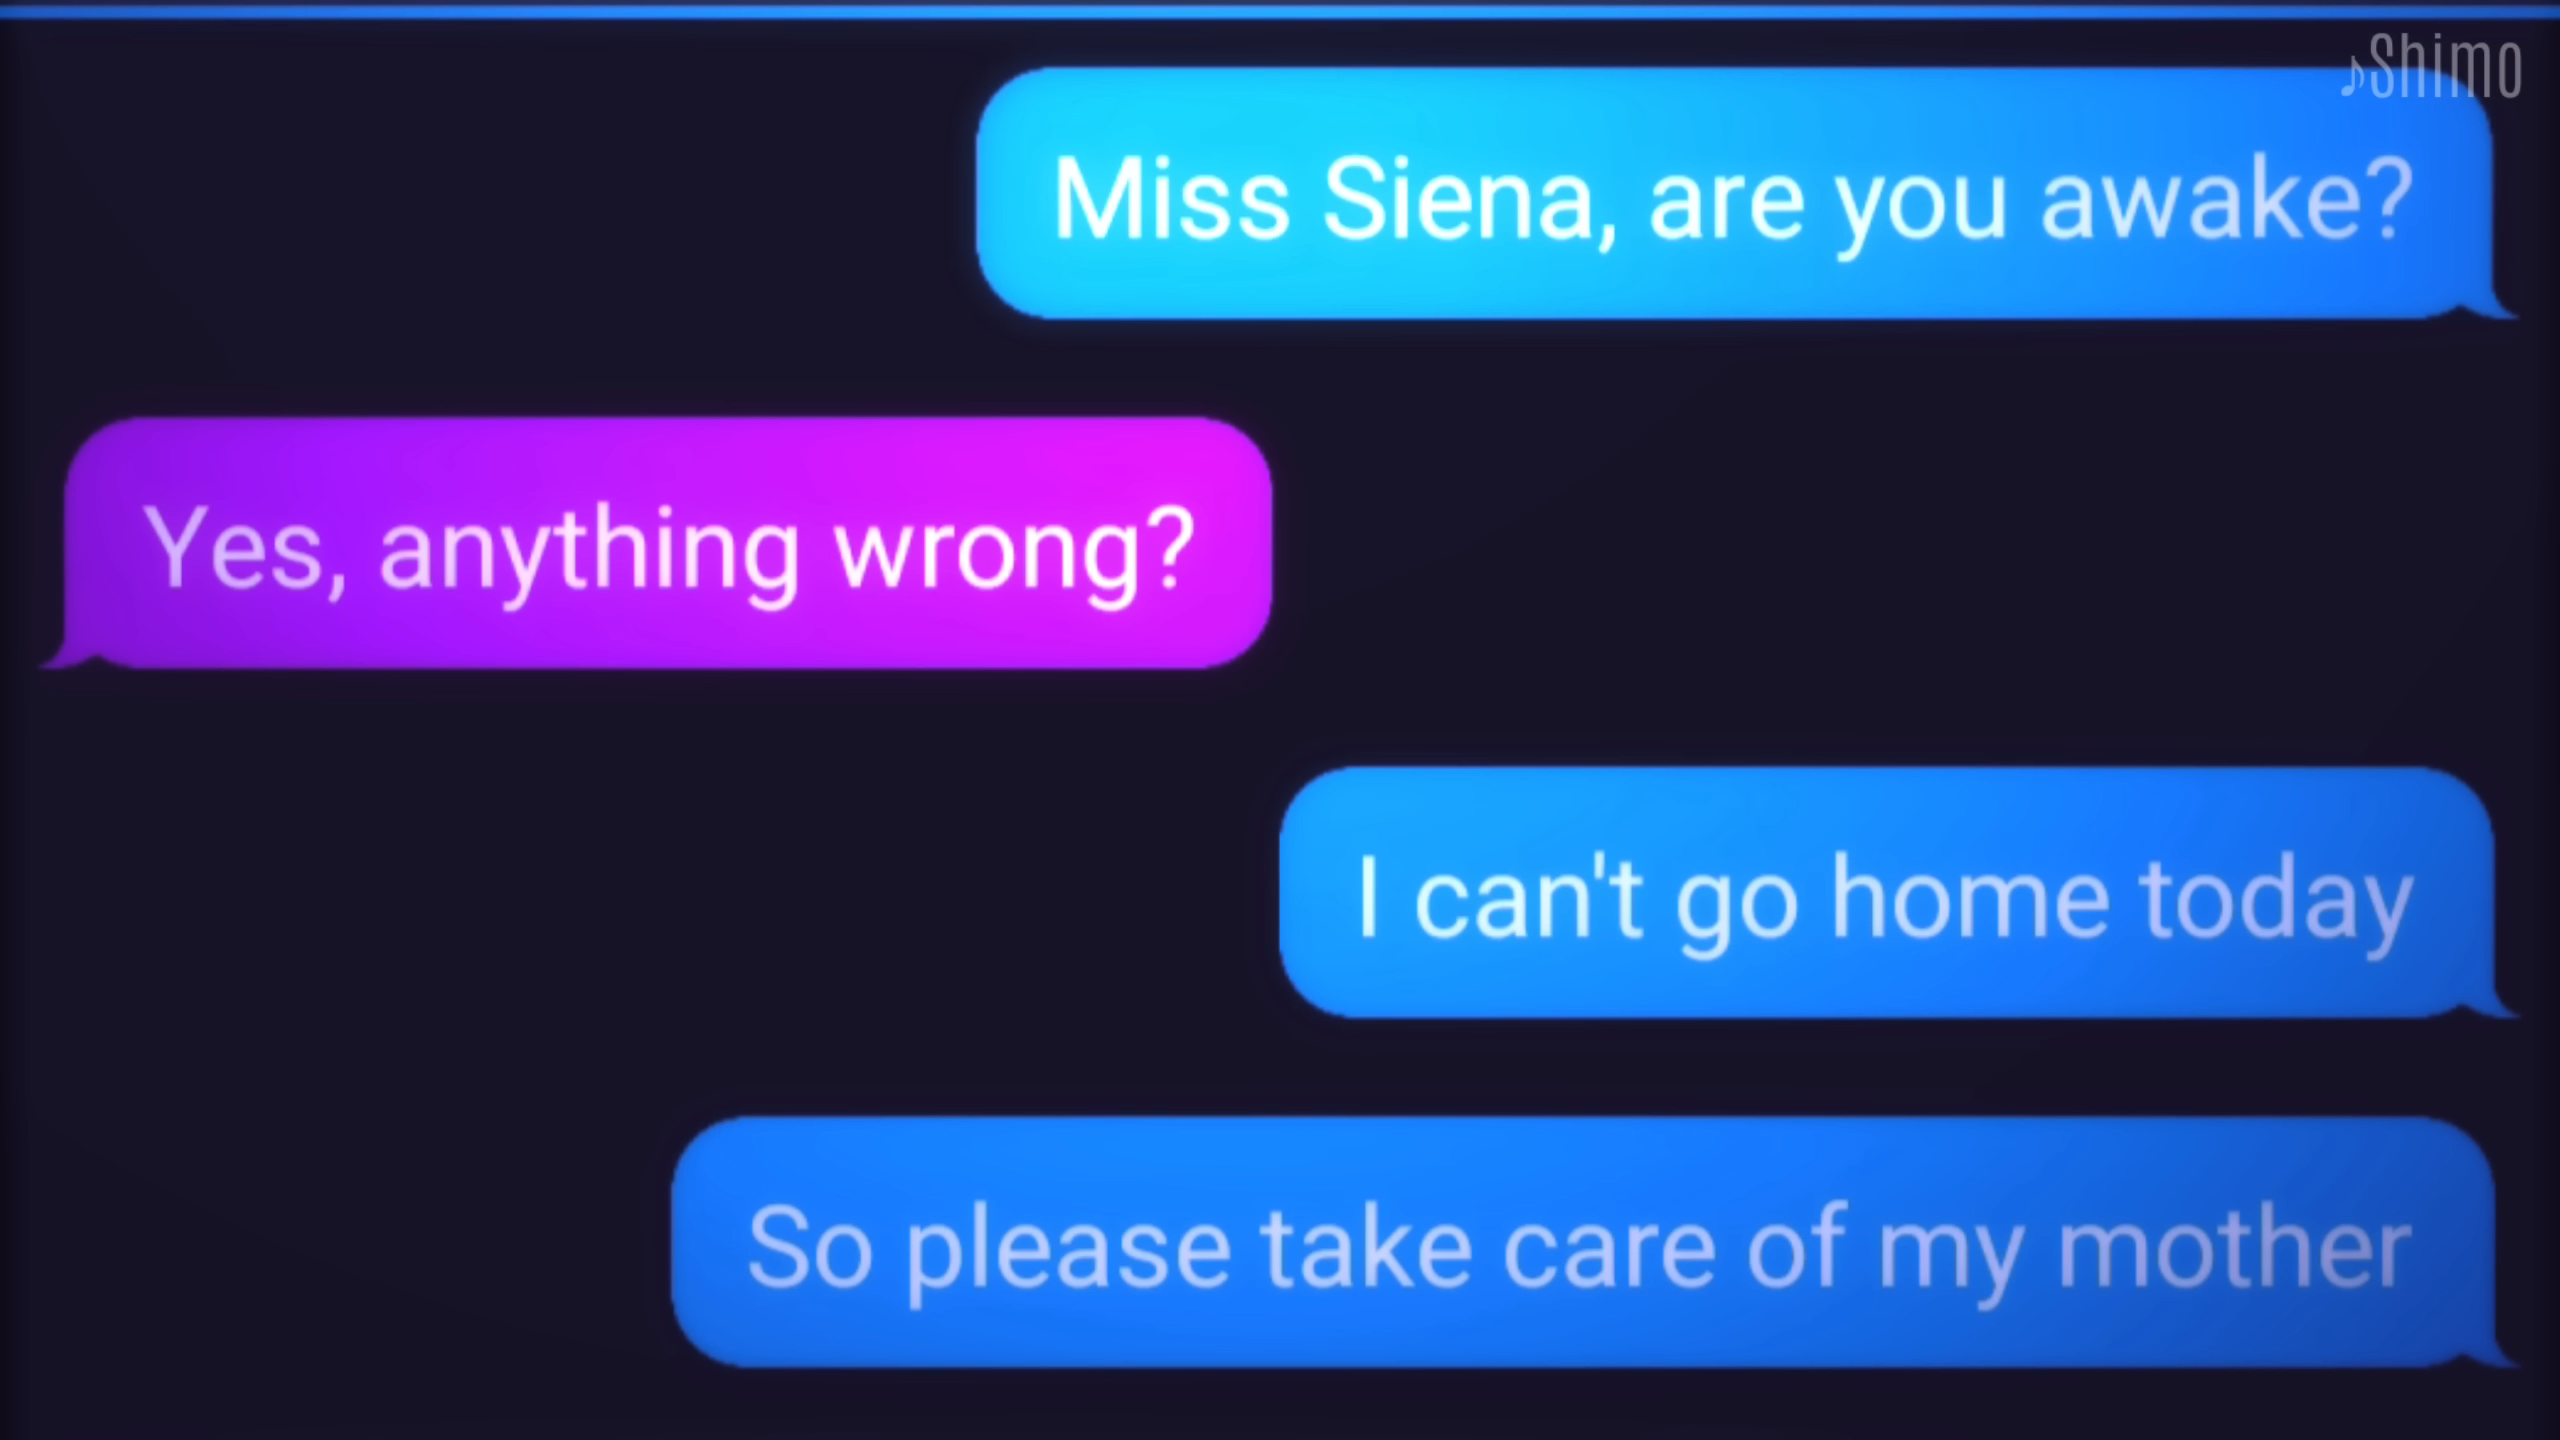 ♪Shimo
Miss Siena, are you awake?
Yes, anything wrong?
I can't go home today
So please take care of my mother